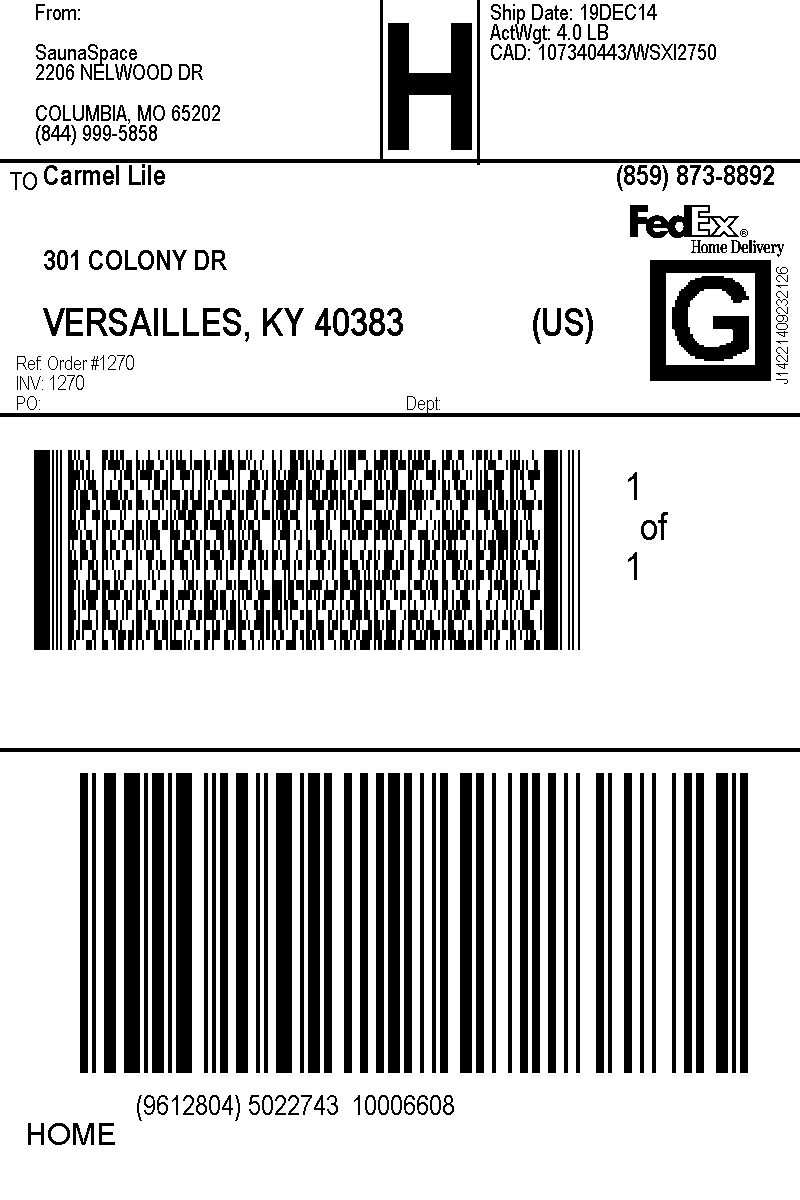 From:
SaunaSpace
2206 NELWOOD DR
COLUMBIA, MO 65202
(844) 999-5858
H
Ship Date: 19DEC14
ActWgt: 4.0 LB
CAD: 107340443/WSXI2750
TO Carmel Lile
(859) 873-8892
FedEx®
Home Delivery
301 COLONY DR
VERSAILLES, KY 40383 (US)
G
J14221409232126
Ref: Order #1270
INV: 1270
PO: Dept:
1
of
1
(9612804) 5022743 10006608
HOME